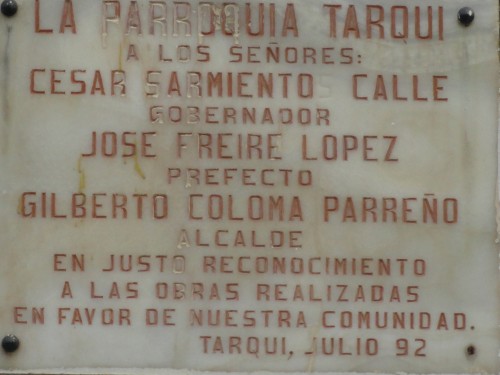 LA PARROQUIA TARQUI
A LOS SEÑORES:
CESAR SARMIENTO CALLE
GOBERNADOR
JOSE FREIRE LOPEZ
PREFECTO
GILBERTO COLOMA PARREÑO
ALCALDE
EN JUSTO RECONOCIMIENTO
A LAS OBRAS REALIZADAS
EN FAVOR DE NUESTRA COMUNIDAD.
TARQUI, JULIO 92